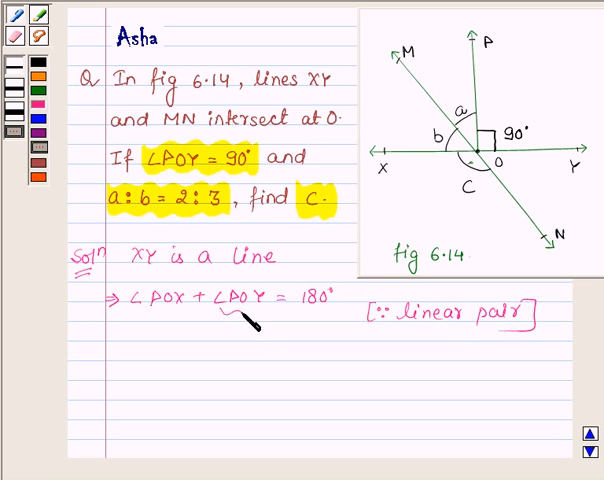 Asha
Q In fig 6.14, lines XY
and MN intersect at O.
If ∠POY = 90° and
a : b = 2 : 3, find C.
Solⁿ XY is a line
⇒ ∠POX + ∠POY = 180°
[∵ linear pair]
M
P
a
b
90°
X
O
Y
C
N
fig 6.14